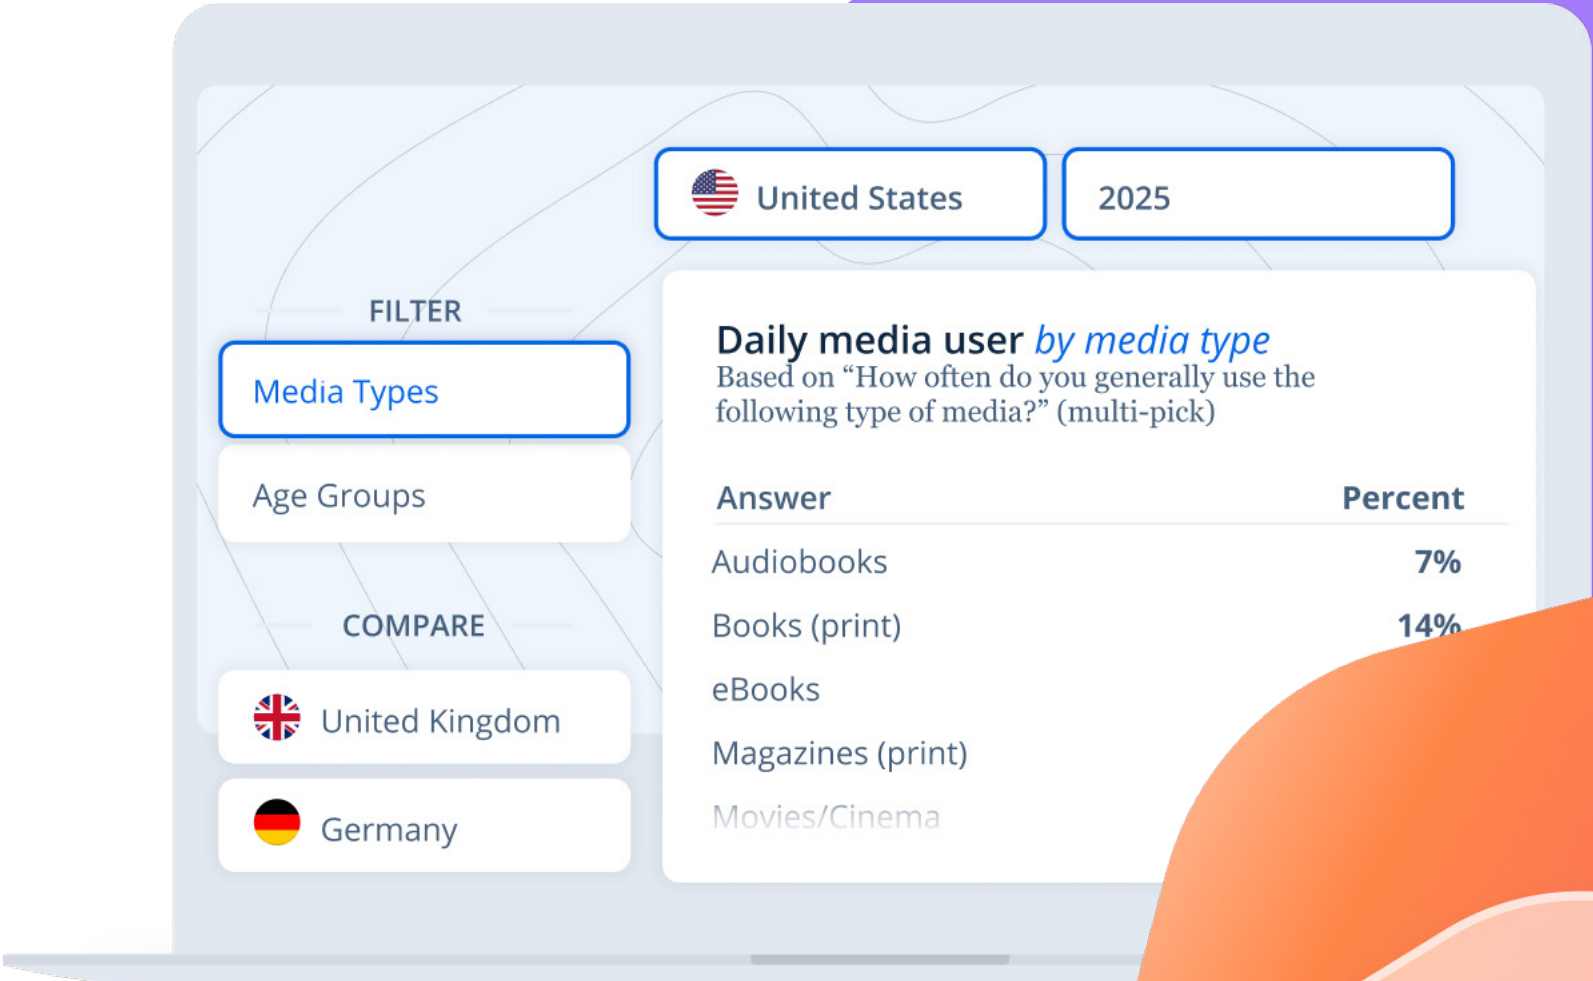 United States
2025
FILTER
Media Types
Age Groups
COMPARE
United Kingdom
Germany
Daily media user by media type
Based on “How often do you generally use the
following type of media?” (multi-pick)
Answer Percent
Audiobooks 7%
Books (print) 14%
eBooks
Magazines (print)
Movies/Cinema